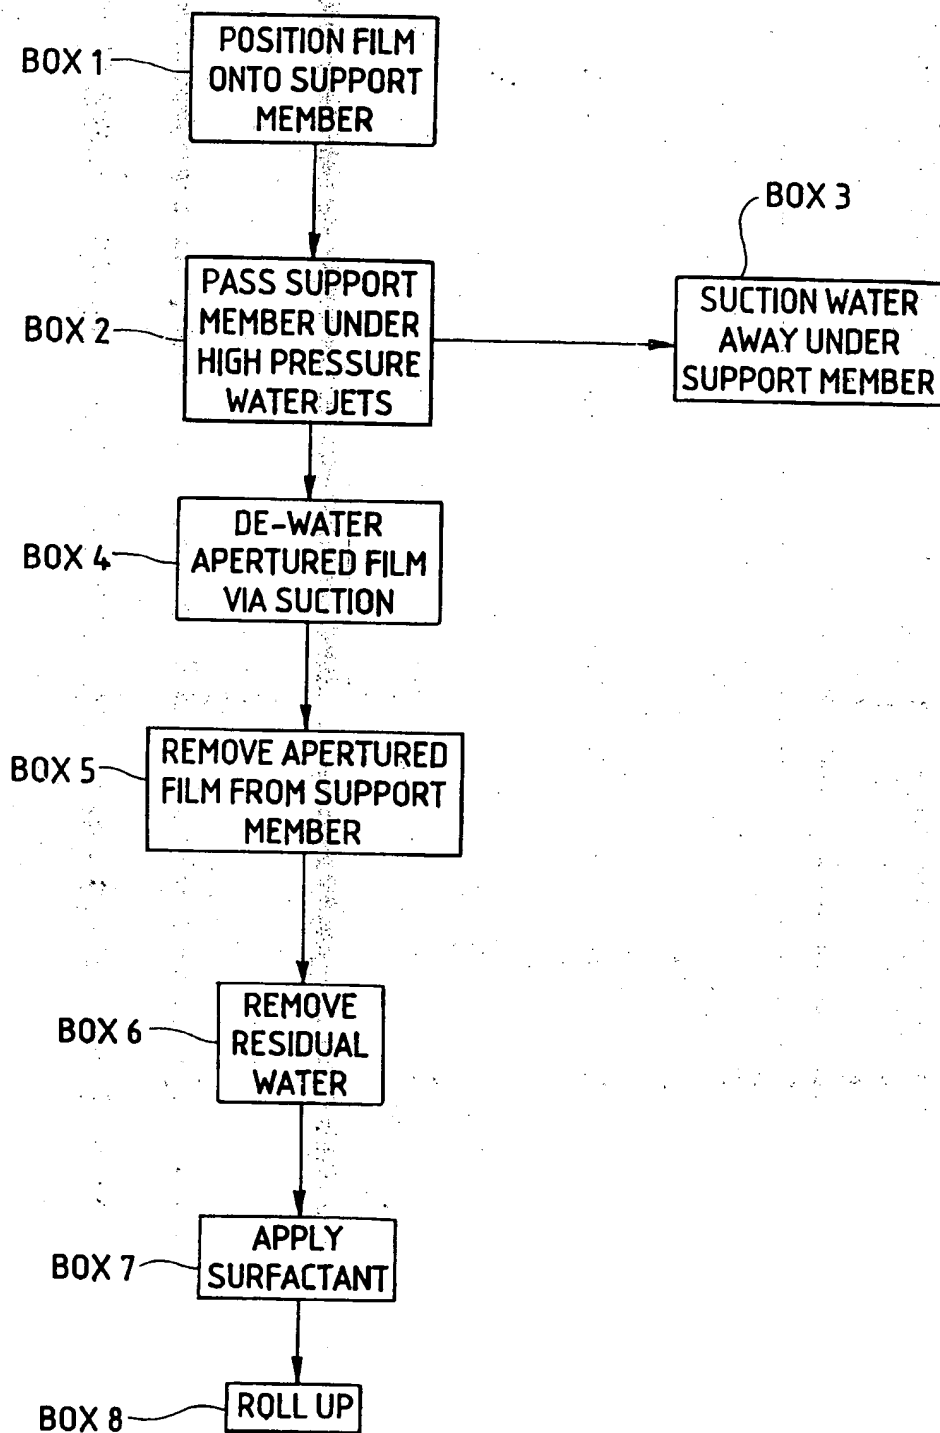 BOX 1
POSITION FILM
ONTO SUPPORT
MEMBER
BOX 2
PASS SUPPORT
MEMBER UNDER
HIGH PRESSURE
WATER JETS
BOX 3
SUCTION WATER
AWAY UNDER
SUPPORT MEMBER
BOX 4
DE-WATER
APERTURED FILM
VIA SUCTION
BOX 5
REMOVE APERTURED
FILM FROM SUPPORT
MEMBER
BOX 6
REMOVE
RESIDUAL
WATER
BOX 7
APPLY
SURFACTANT
BOX 8
ROLL UP